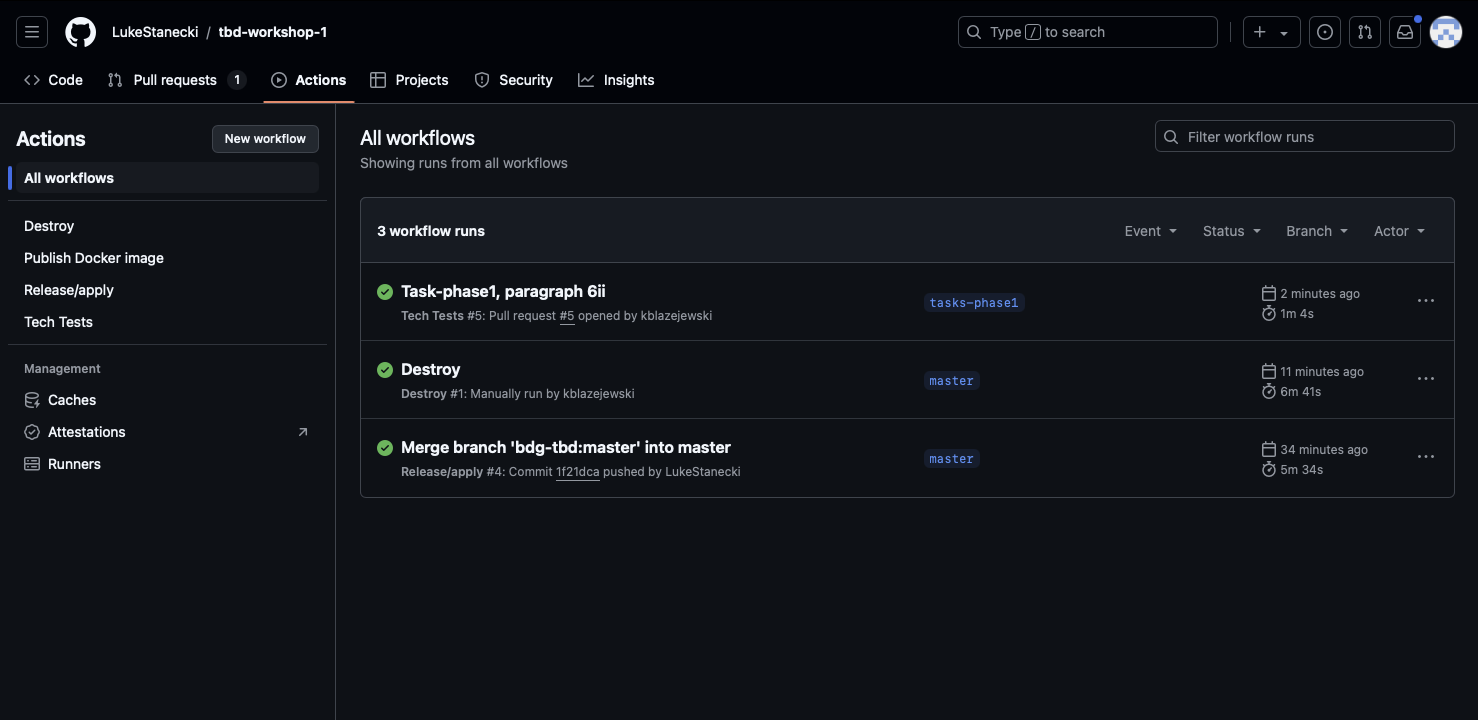 LukeStanecki / tbd-workshop-1
Type / to search
Code
Pull requests 1
Actions
Projects
Security
Insights
Actions
New workflow
All workflows
Destroy
Publish Docker image
Release/apply
Tech Tests
Management
Caches
Attestations
Runners
All workflows
Showing runs from all workflows
Filter workflow runs
3 workflow runs
Event
Status
Branch
Actor
Task-phase1, paragraph 6ii
Tech Tests #5: Pull request #5 opened by kblazejewski
tasks-phase1
2 minutes ago
1m 4s
Destroy
Destroy #1: Manually run by kblazejewski
master
11 minutes ago
6m 41s
Merge branch 'bdg-tbd:master' into master
Release/apply #4: Commit 1f21dca pushed by LukeStanecki
master
34 minutes ago
5m 34s